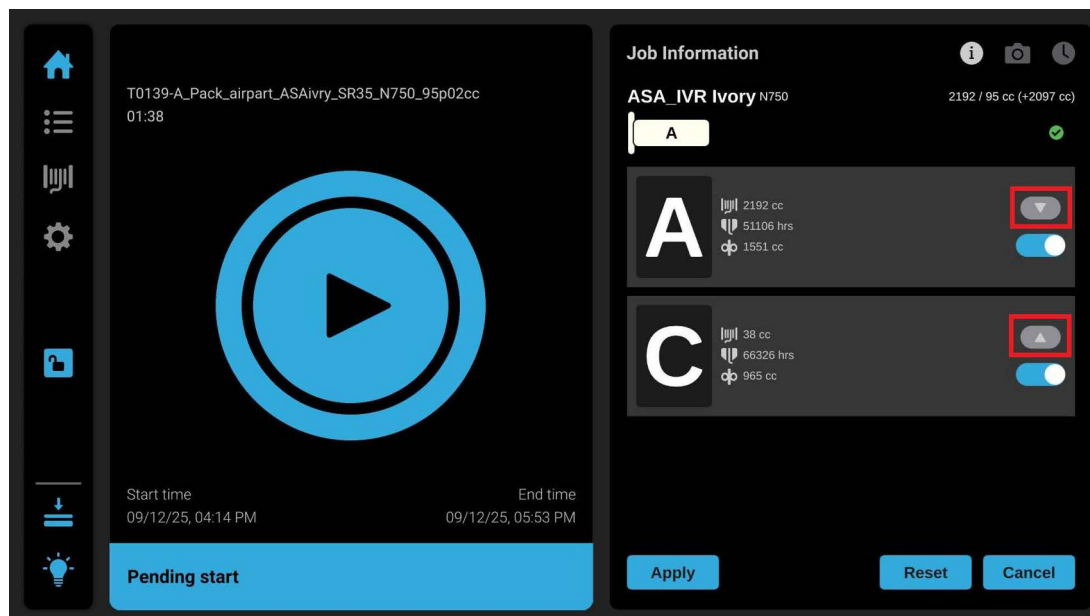 T0139-A_Pack_airpart_ASAivry_SR35_N750_95p02cc
01:38
Start time
09/12/25, 04:14 PM
End time
09/12/25, 05:53 PM
Pending start
Job Information
i
ASA_IVR Ivory N750
2192 / 95 cc (+2097 cc)
A
A
2192 cc
51106 hrs
1551 cc
C
38 cc
66326 hrs
965 cc
Apply
Reset
Cancel